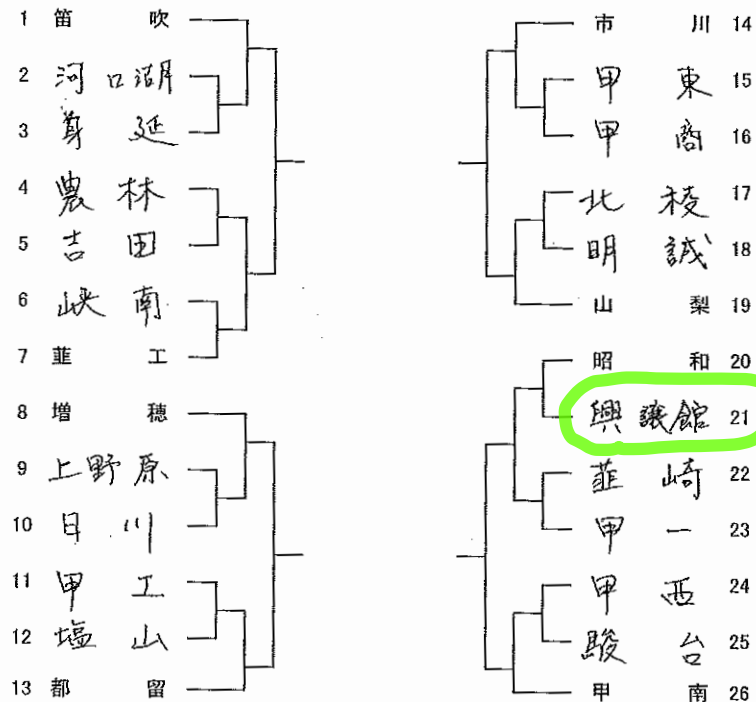 1 笛吹
2 河口湖
3 身延
4 農林
5 吉田
6 峡南
7 韮工
8 増穂
9 上野原
10 日川
11 甲工
12 塩山
13 都留
市川 14
甲東 15
甲商 16
北稜 17
明誠 18
山梨 19
昭和 20
興譲館 21
韮崎 22
甲一 23
甲西 24
駿台 25
甲南 26